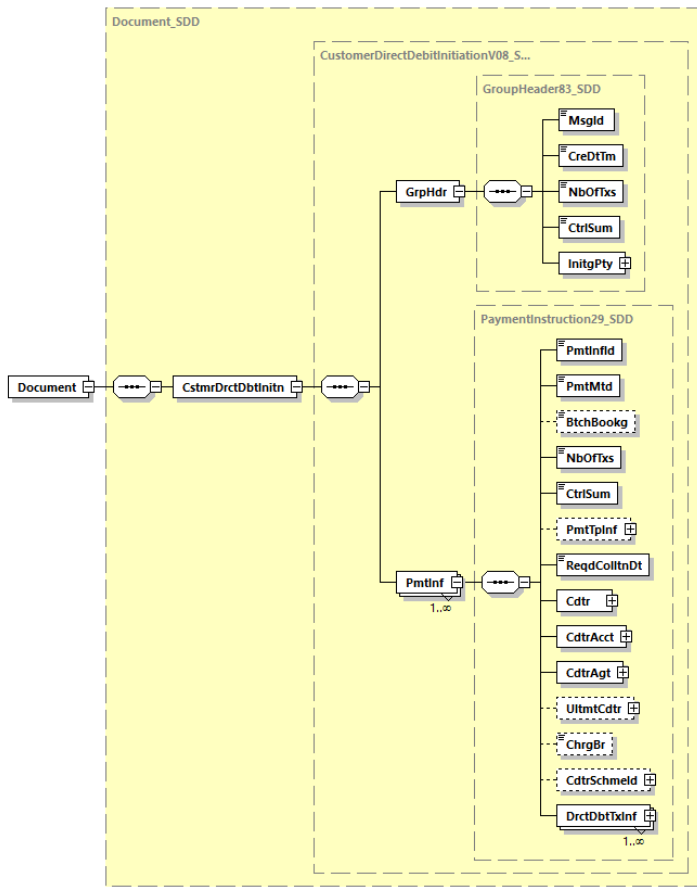 Document_SDD
CustomerDirectDebitInitiationV08_S...
GroupHeader83_SDD
MsgId
CreDtTm
GrpHdr
NbOfTxs
CtrlSum
InitgPty
PaymentInstruction29_SDD
PmtInfId
Document
CstmrDrctDbtInitn
PmtMtd
BtchBookg
NbOfTxs
CtrlSum
PmtTpInf
ReqdColltnDt
PmtInf
1..∞
Cdtr
CdtrAcct
CdtrAgt
UltmtCdtr
ChrgBr
CdtrSchmeId
DrctDbtTxInf
1..∞